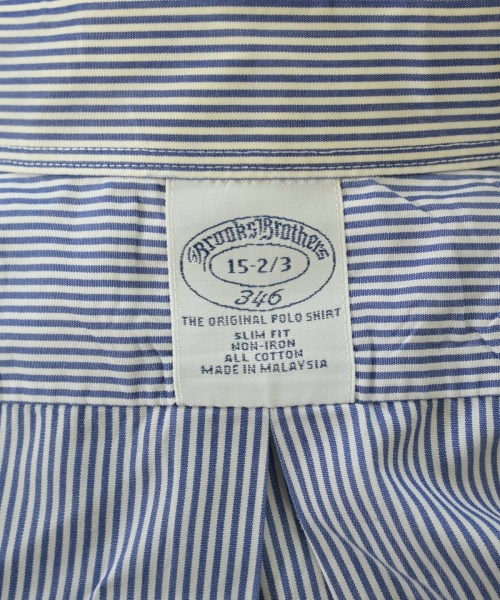 Brooks Brothers
15-2/3
346
THE ORIGINAL POLO SHIRT
SLIM FIT
NON-IRON
ALL COTTON
MADE IN MALAYSIA